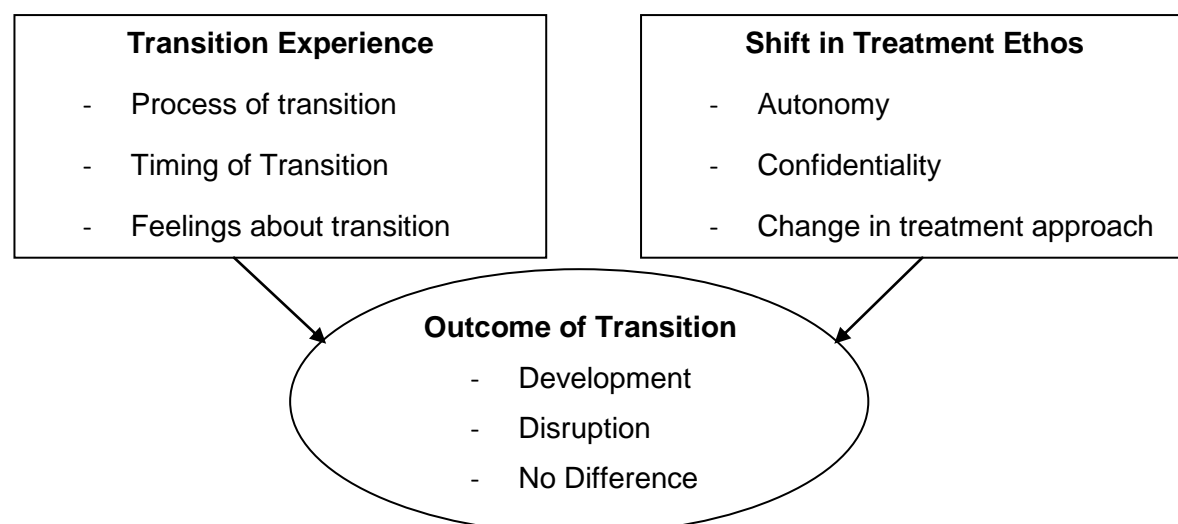 Transition Experience
- Process of transition
- Timing of Transition
- Feelings about transition
Shift in Treatment Ethos
- Autonomy
- Confidentiality
- Change in treatment approach
Outcome of Transition
- Development
- Disruption
- No Difference